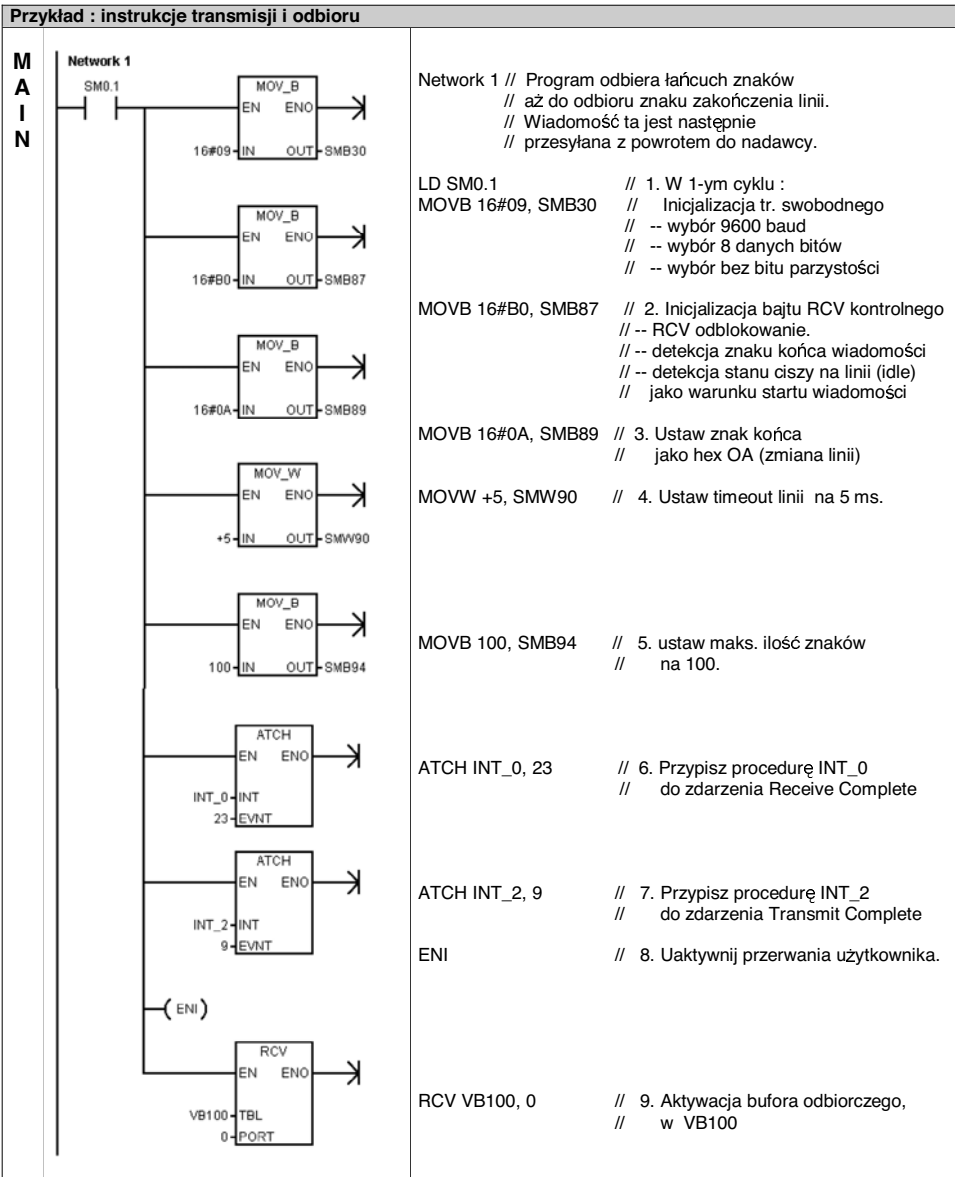 Przykład : instrukcje transmisji i odbioru
M
A
I
N
Network 1
SM0.1
MOV_B
EN ENO
16#09 IN OUT SMB30
MOV_B
EN ENO
16#B0 IN OUT SMB87
MOV_B
EN ENO
16#0A IN OUT SMB89
MOV_W
EN ENO
+5 IN OUT SMW90
MOV_B
EN ENO
100 IN OUT SMB94
ATCH
EN ENO
INT_0 INT
23 EVNT
ATCH
EN ENO
INT_2 INT
9 EVNT
( ENI )
RCV
EN ENO
VB100 TBL
0 PORT
Network 1 // Program odbiera łańcuch znaków
// aż do odbioru znaku zakończenia linii.
// Wiadomość ta jest następnie
// przesyłana z powrotem do nadawcy.
LD SM0.1 // 1. W 1-ym cyklu :
MOVB 16#09, SMB30 // Inicjalizacja tr. swobodnego
// -- wybór 9600 baud
// -- wybór 8 danych bitów
// -- wybór bez bitu parzystości
MOVB 16#B0, SMB87 // 2. Inicjalizacja bajtu RCV kontrolnego
// -- RCV odblokowanie.
// -- detekcja znaku końca wiadomości
// -- detekcja stanu ciszy na linii (idle)
// jako warunku startu wiadomości
MOVB 16#0A, SMB89 // 3. Ustaw znak końca
// jako hex OA (zmiana linii)
MOVW +5, SMW90 // 4. Ustaw timeout linii na 5 ms.
MOVB 100, SMB94 // 5. ustaw maks. ilość znaków
// na 100.
ATCH INT_0, 23 // 6. Przypisz procedurę INT_0
// do zdarzenia Receive Complete
ATCH INT_2, 9 // 7. Przypisz procedurę INT_2
// do zdarzenia Transmit Complete
ENI // 8. Uaktywnij przerwania użytkownika.
RCV VB100, 0 // 9. Aktywacja bufora odbiorczego,
// w VB100